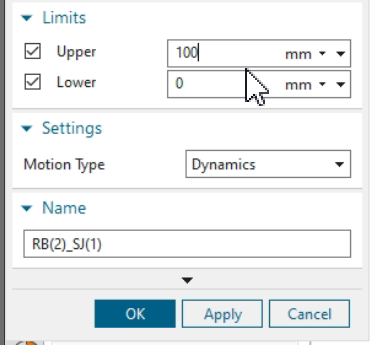 Limits
Upper 100 mm
Lower 0 mm
Settings
Motion Type Dynamics
Name
RB(2)_SJ(1)
OK Apply Cancel